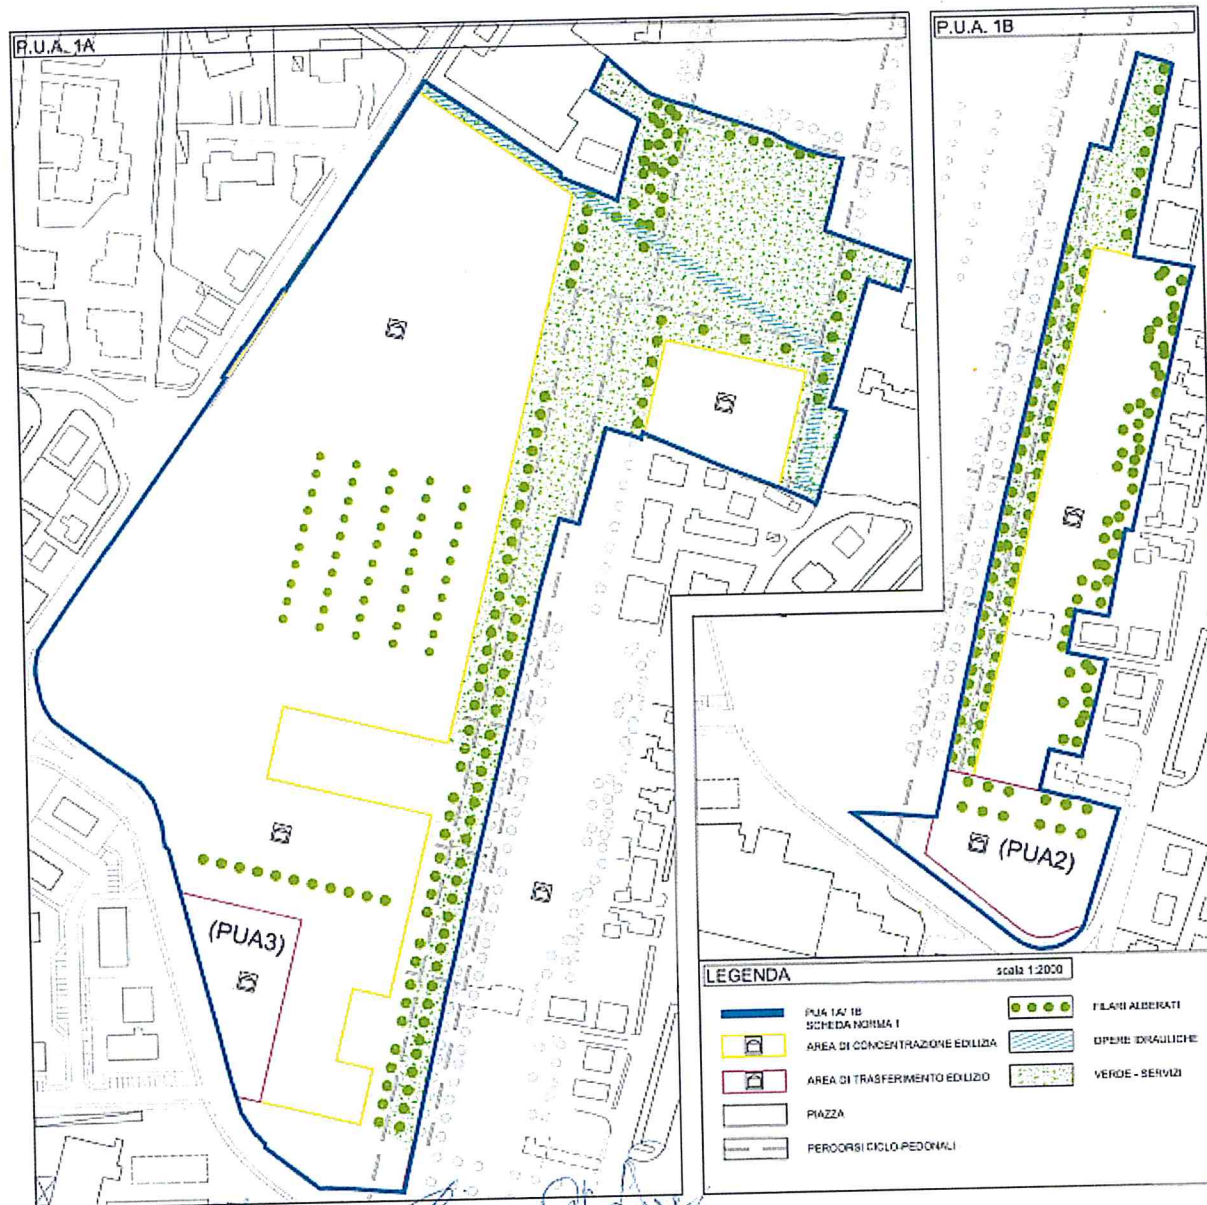 P.U.A. 1A
P.U.A. 1B
(PUA3)
(PUA2)
LEGENDA
scala 1:2000
PUA 1A/ 1B
SCHEDA NORMA 1
AREA DI CONCENTRAZIONE EDILIZIA
AREA DI TRASFERIMENTO EDILIZIO
PIAZZA
PERCORSI CICLO-PEDONALI
FILARI ALBERATI
OPERE IDRAULICHE
VERDE - SERVIZI